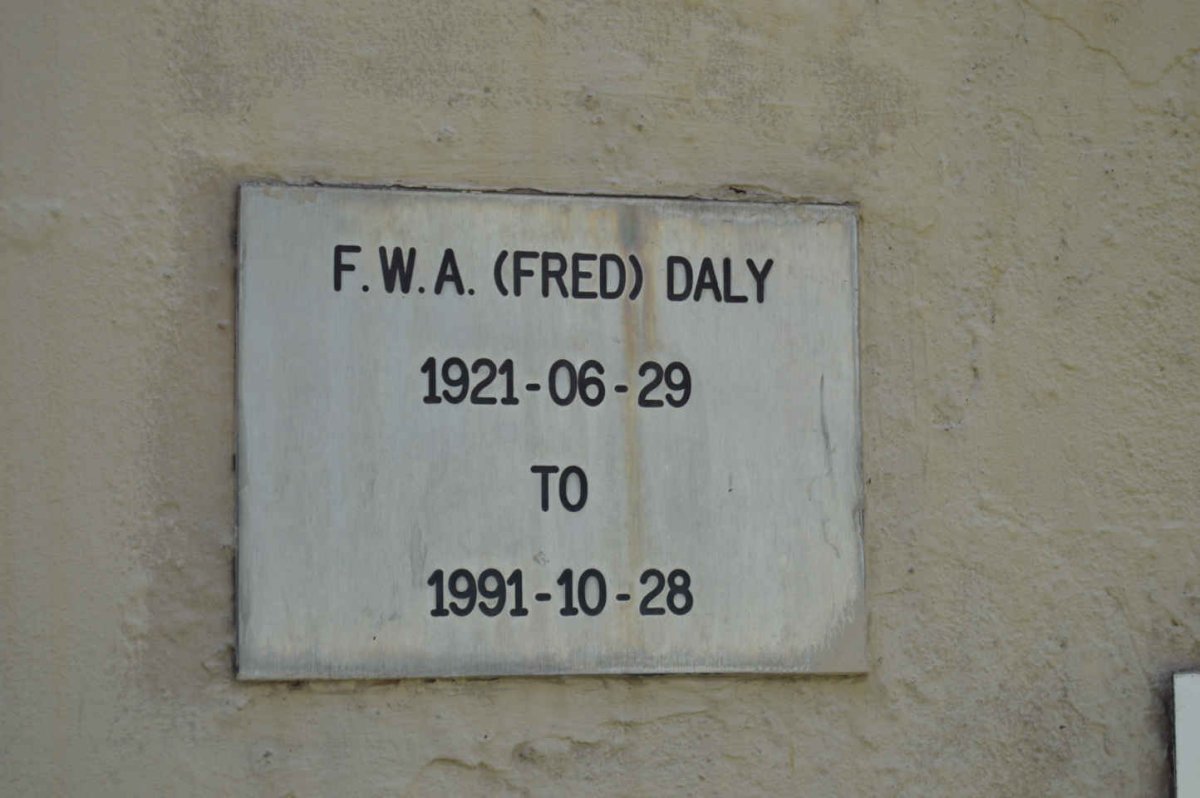 F.W.A. (FRED) DALY
1921-06-29
TO
1991-10-28